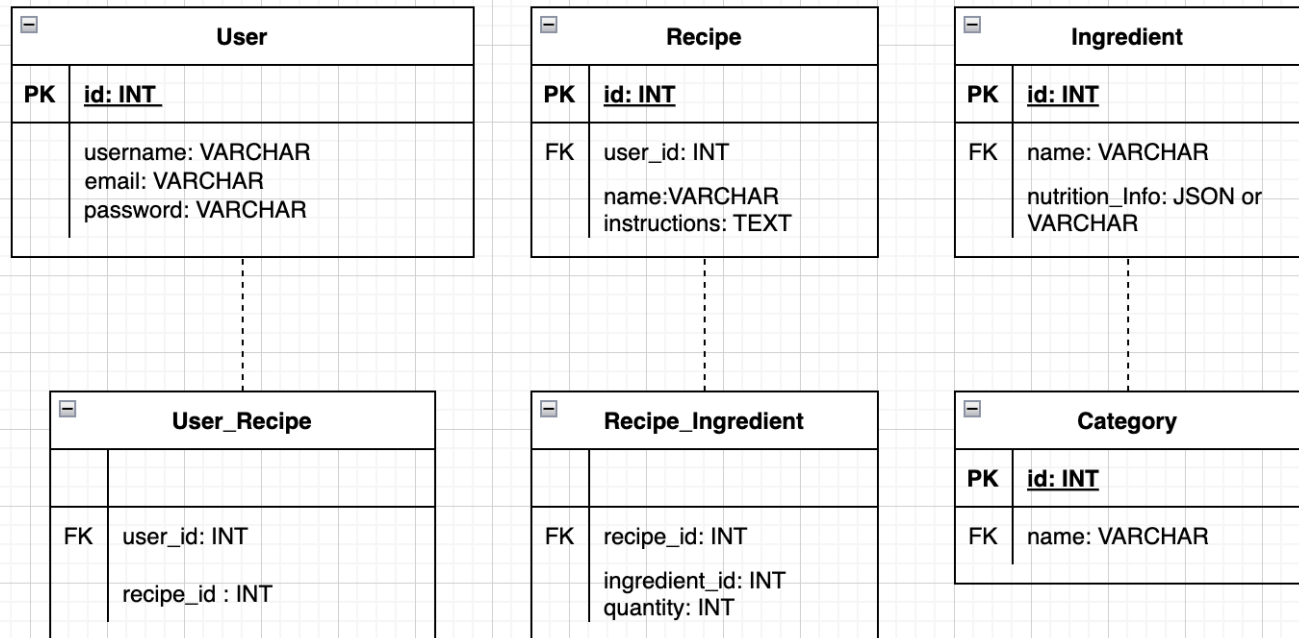 User
PK id: INT
username: VARCHAR
email: VARCHAR
password: VARCHAR
Recipe
PK id: INT
FK user_id: INT
name:VARCHAR
instructions: TEXT
Ingredient
PK id: INT
FK name: VARCHAR
nutrition_Info: JSON or
VARCHAR
User_Recipe
FK user_id: INT
recipe_id : INT
Recipe_Ingredient
FK recipe_id: INT
ingredient_id: INT
quantity: INT
Category
PK id: INT
FK name: VARCHAR